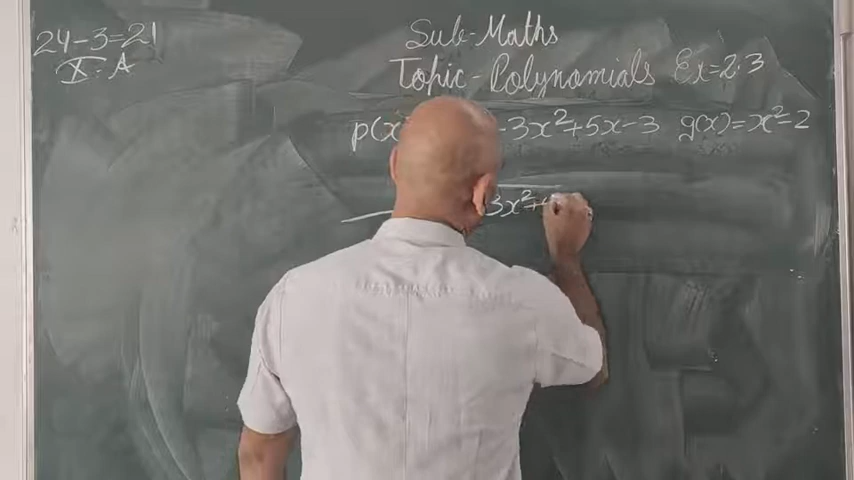 24-3=21
X-A
Sub-Maths
Topic-Polynomials Ex=2.3
p(x -3x²+5x-3 g(x)=x²-2
3x²+